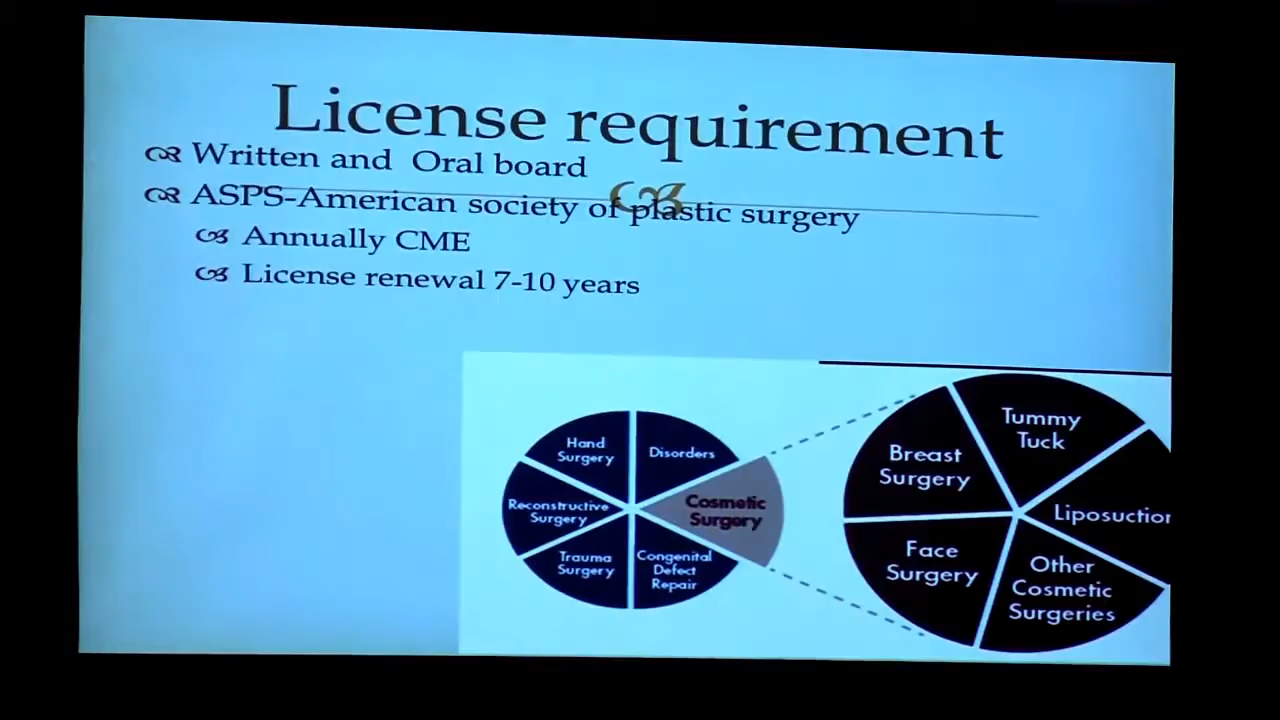 License requirement
Written and Oral board
ASPS-American society of plastic surgery
Annually CME
License renewal 7-10 years
Hand
Surgery
Disorders
Reconstructive
Surgery
Cosmetic
Surgery
Trauma
Surgery
Congenital
Defect
Repair
Tummy
Tuck
Breast
Surgery
Liposuction
Face
Surgery
Other
Cosmetic
Surgeries